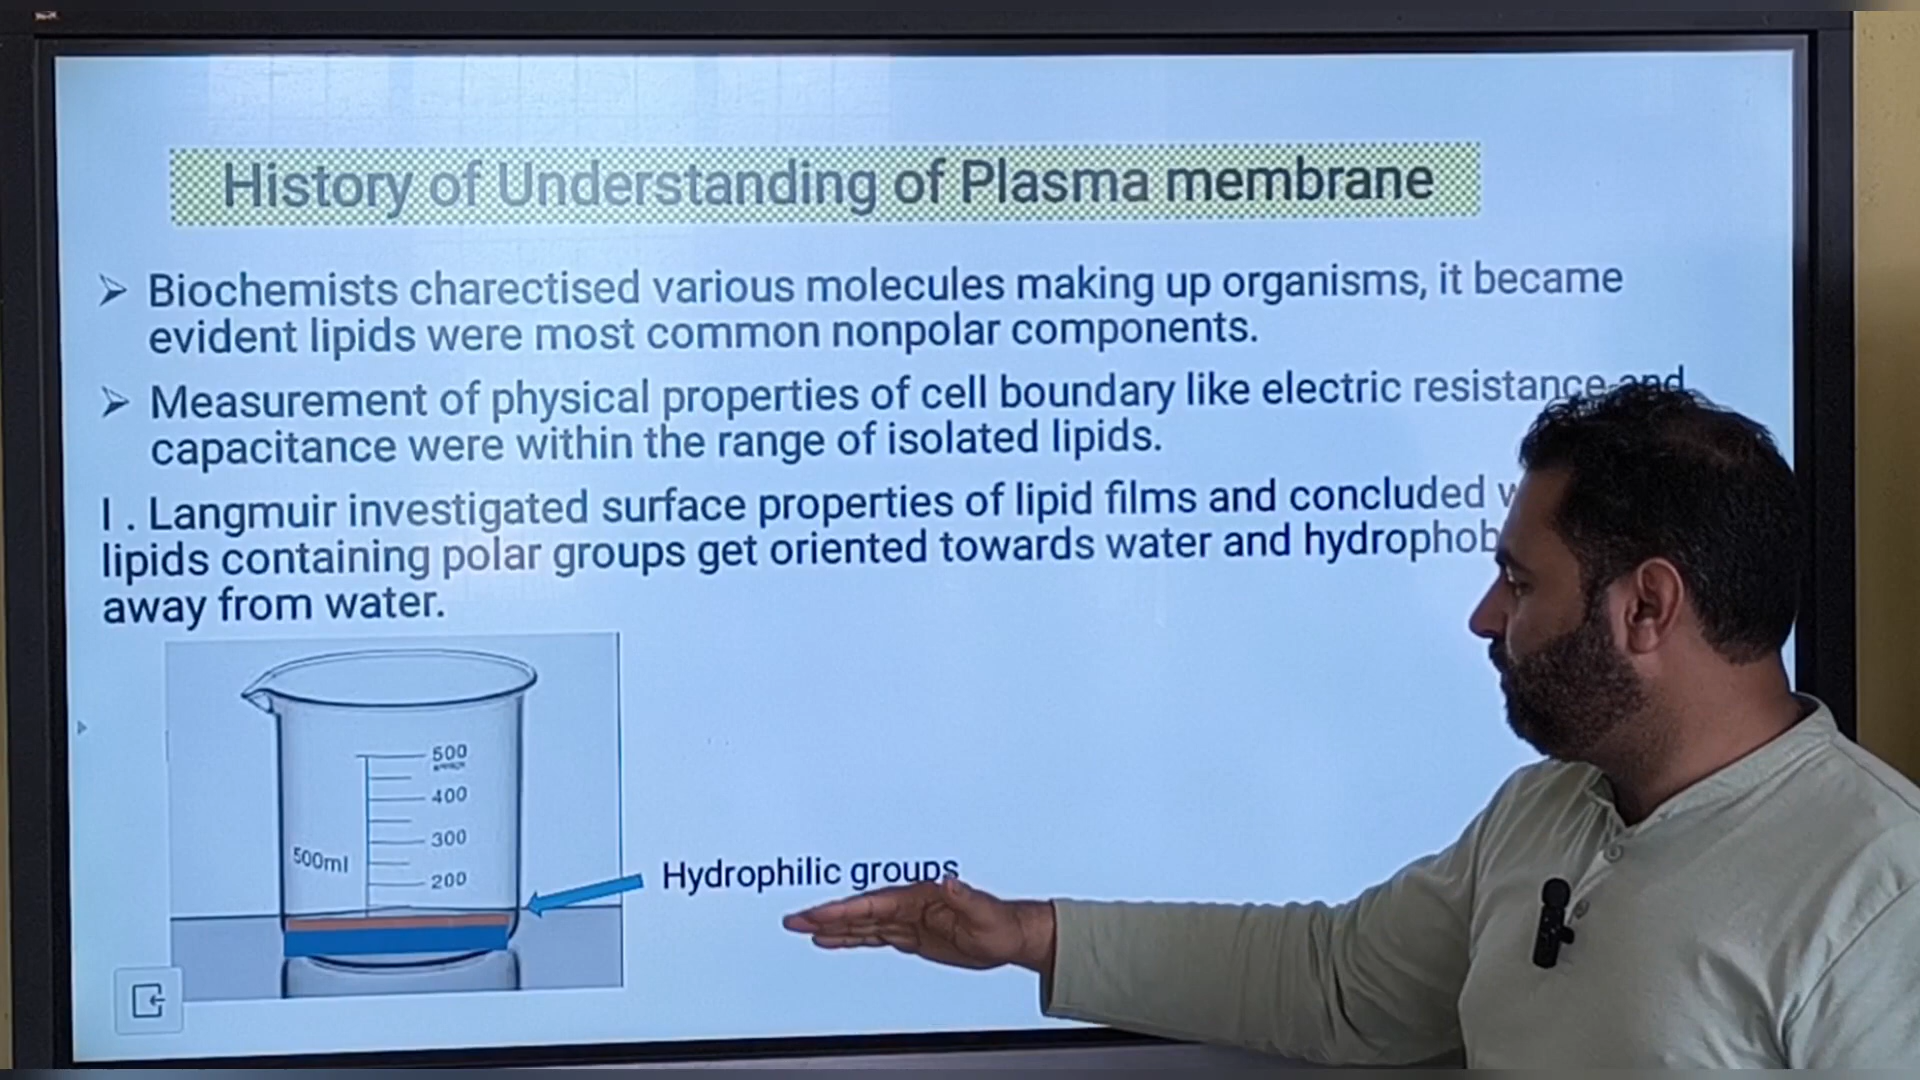 History of Understanding of Plasma membrane
➢ Biochemists charectised various molecules making up organisms, it became
evident lipids were most common nonpolar components.
➢ Measurement of physical properties of cell boundary like electric resistance and
capacitance were within the range of isolated lipids.
I . Langmuir investigated surface properties of lipid films and concluded
lipids containing polar groups get oriented towards water and
away from water.
500
400
300
500ml
200
Hydrophilic groups